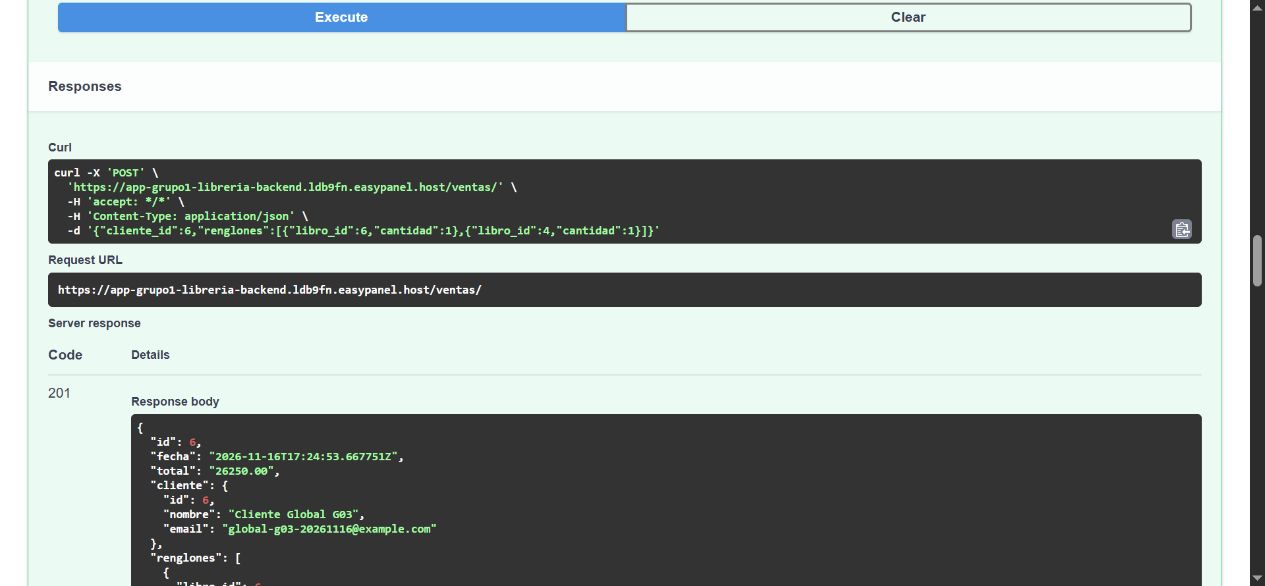 Execute
Clear
Responses
Curl
curl -X 'POST' \
  'https://app-grupo1-libreria-backend.ldb9fn.easypanel.host/ventas/' \
  -H 'accept: */*' \
  -H 'Content-Type: application/json' \
  -d '{"cliente_id":6,"renglones":[{"libro_id":6,"cantidad":1},{"libro_id":4,"cantidad":1}]}'
Request URL
https://app-grupo1-libreria-backend.ldb9fn.easypanel.host/ventas/
Server response
Code Details
201
Response body
{
  "id": 6,
  "fecha": "2026-11-16T17:24:53.667751Z",
  "total": "26250.00",
  "cliente": {
    "id": 6,
    "nombre": "Cliente Global G03",
    "email": "global-g03-20261116@example.com"
  },
  "renglones": [
    {
      "libro_id": 6,